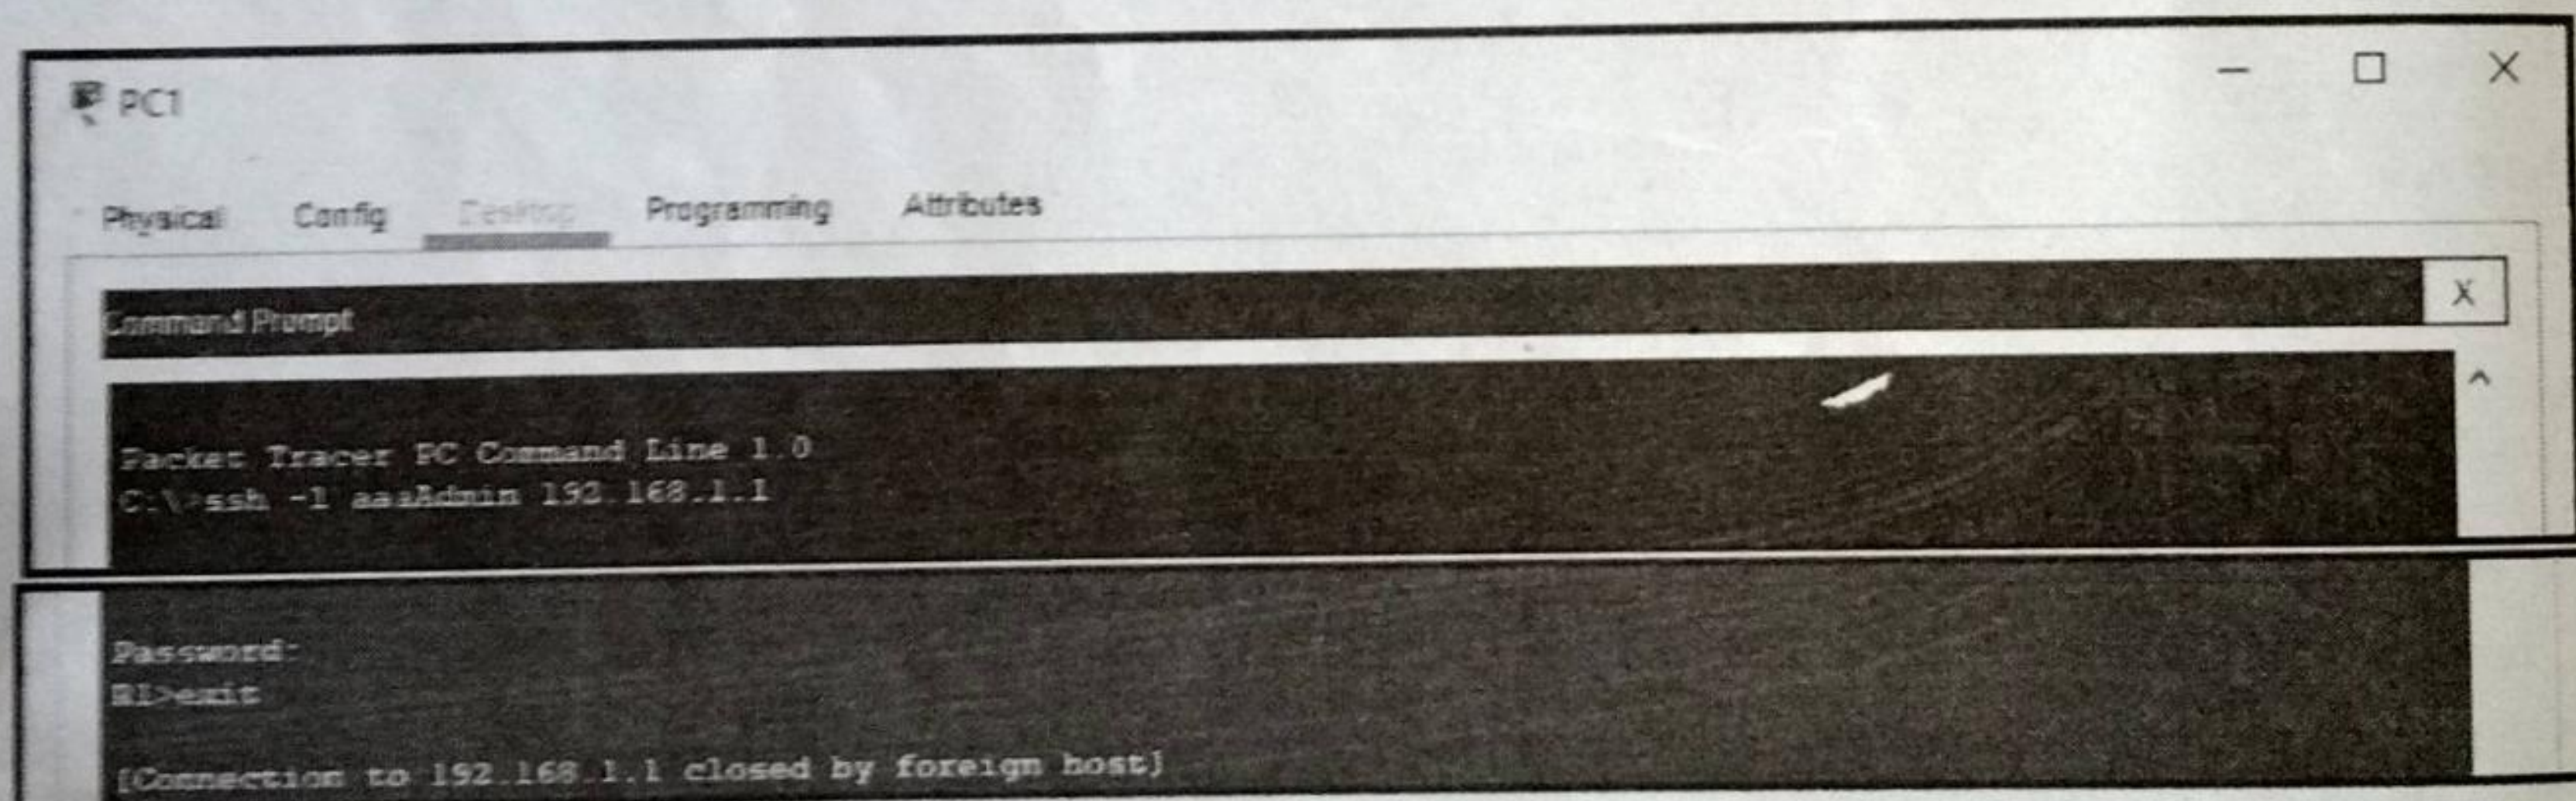 PC1
Physical Config Desktop Programming Attributes
Command Prompt
X
Packet Tracer PC Command Line 1.0
C:\>ssh -l aaaAdmin 192.168.1.1
Password:
R1>exit
[Connection to 192.168.1.1 closed by foreign host]